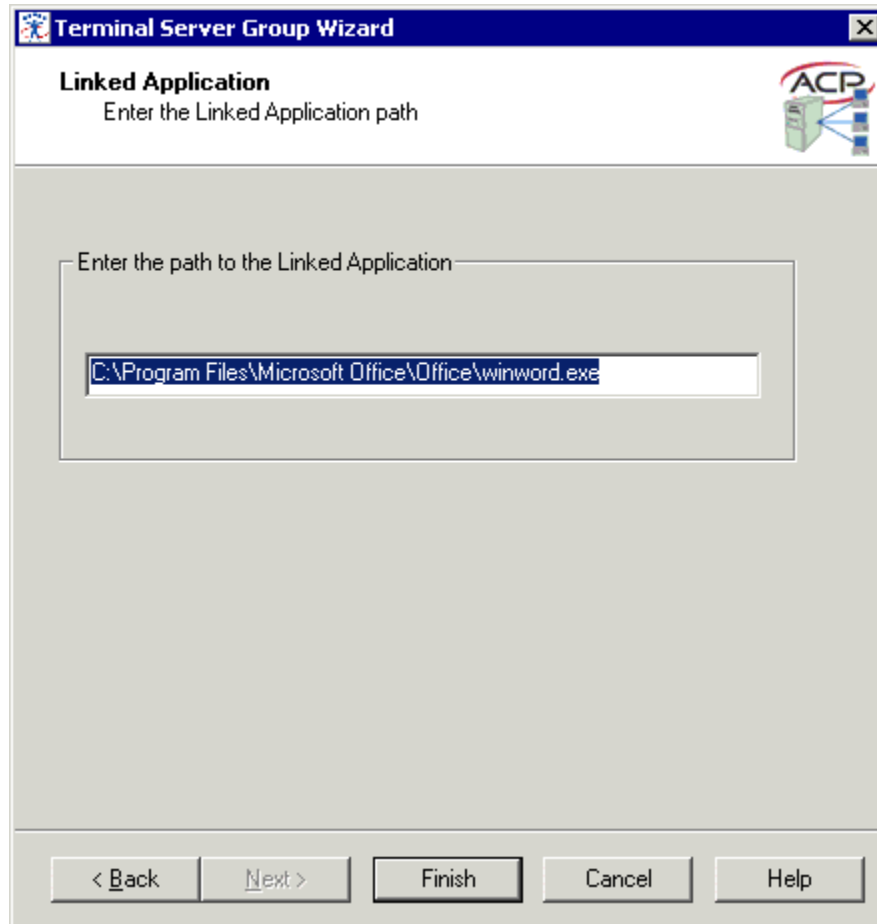 Terminal Server Group Wizard
Linked Application
Enter the Linked Application path
ACP
Enter the path to the Linked Application
C:\Program Files\Microsoft Office\Office\winword.exe
< Back Next > Finish Cancel Help